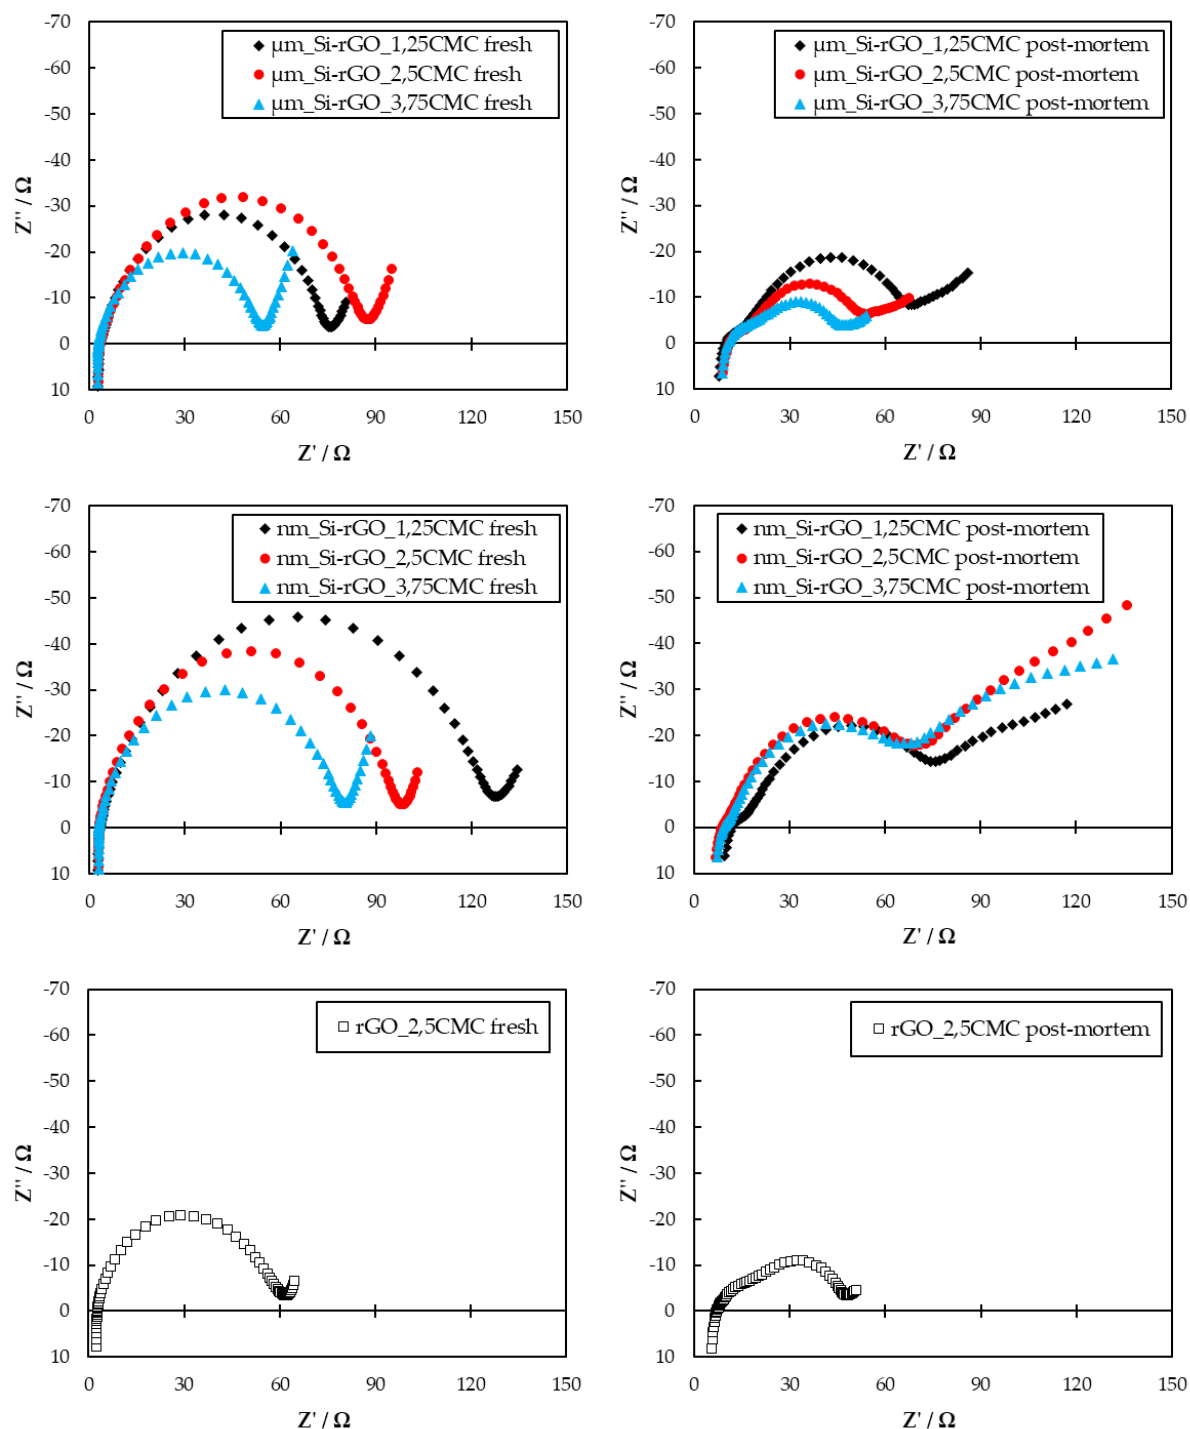 -70
-60
-50
-40
-30
-20
-10
0
10
Z'' / Ω
μm_Si-rGO_1,25CMC fresh
μm_Si-rGO_2,5CMC fresh
μm_Si-rGO_3,75CMC fresh
0 30 60 90 120 150
Z' / Ω
-70
-60
-50
-40
-30
-20
-10
0
10
Z'' / Ω
μm_Si-rGO_1,25CMC post-mortem
μm_Si-rGO_2,5CMC post-mortem
μm_Si-rGO_3,75CMC post-mortem
0 30 60 90 120 150
Z' / Ω
-70
-60
-50
-40
-30
-20
-10
0
10
Z'' / Ω
nm_Si-rGO_1,25CMC fresh
nm_Si-rGO_2,5CMC fresh
nm_Si-rGO_3,75CMC fresh
0 30 60 90 120 150
Z' / Ω
-70
-60
-50
-40
-30
-20
-10
0
10
Z'' / Ω
nm_Si-rGO_1,25CMC post-mortem
nm_Si-rGO_2,5CMC post-mortem
nm_Si-rGO_3,75CMC post-mortem
0 30 60 90 120 150
Z' / Ω
-70
-60
-50
-40
-30
-20
-10
0
10
Z'' / Ω
rGO_2,5CMC fresh
0 30 60 90 120 150
Z' / Ω
-70
-60
-50
-40
-30
-20
-10
0
10
Z'' / Ω
rGO_2,5CMC post-mortem
0 30 60 90 120 150
Z' / Ω